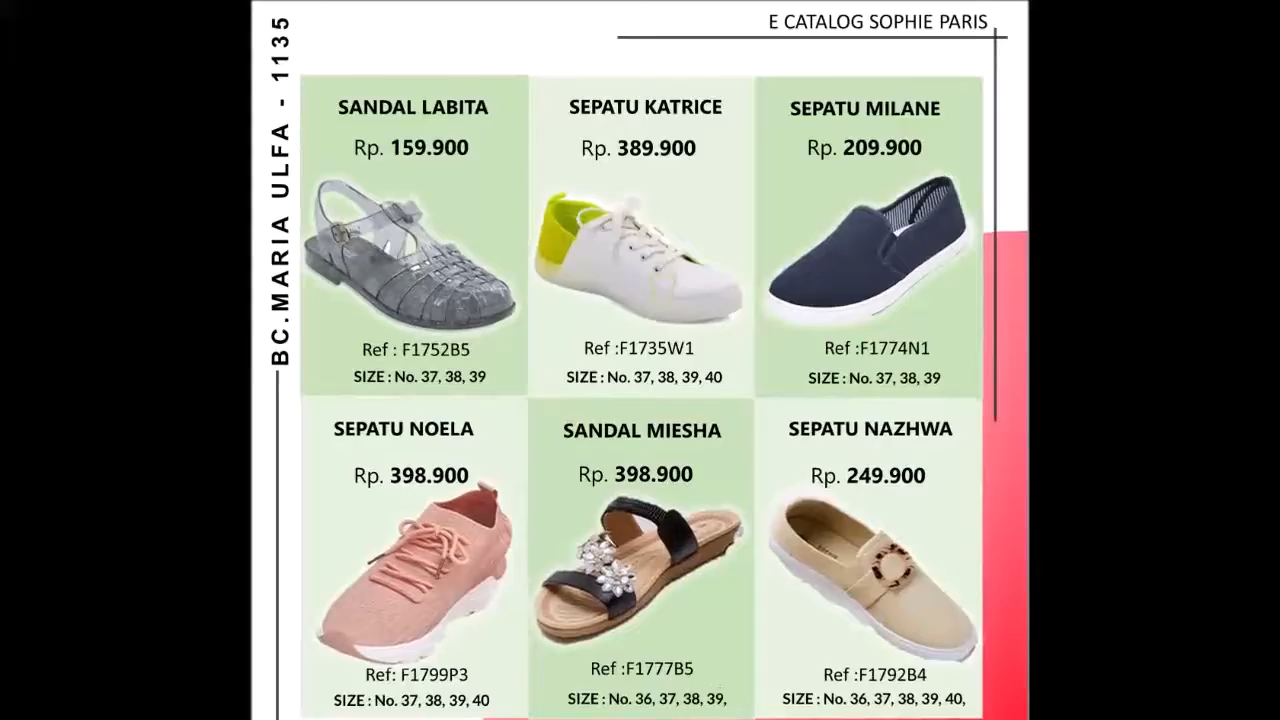 E CATALOG SOPHIE PARIS
BC.MARIA ULFA - 1135
SANDAL LABITA
Rp. 159.900
Ref : F1752B5
SIZE : No. 37, 38, 39
SEPATU KATRICE
Rp. 389.900
Ref :F1735W1
SIZE : No. 37, 38, 39, 40
SEPATU MILANE
Rp. 209.900
Ref :F1774N1
SIZE : No. 37, 38, 39
SEPATU NOELA
Rp. 398.900
Ref: F1799P3
SIZE : No. 37, 38, 39, 40
SANDAL MIESHA
Rp. 398.900
Ref :F1777B5
SIZE : No. 36, 37, 38, 39,
SEPATU NAZHWA
Rp. 249.900
Ref :F1792B4
SIZE : No. 36, 37, 38, 39, 40,